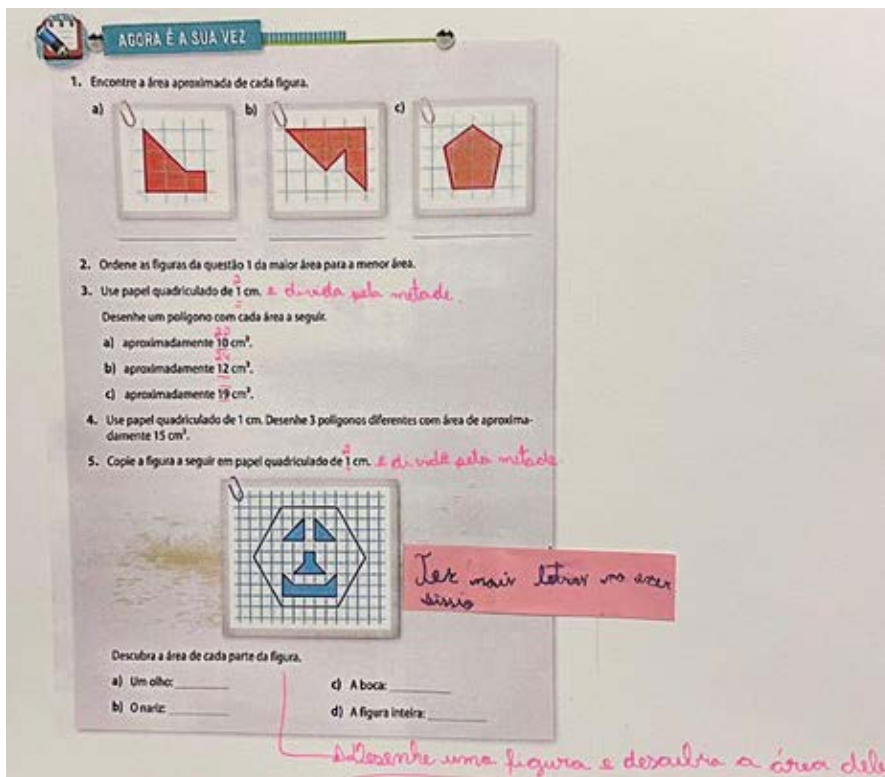 AGORA É A SUA VEZ
1. Encontre a área aproximada de cada figura.
a) b) c)
2. Ordene as figuras da questão 1 da maior área para a menor área.
2
3. Use papel quadriculado de 1 cm. e divida pela metade.
Desenhe um polígono com cada área a seguir.
20
a) aproximadamente 10 cm².
24
b) aproximadamente 12 cm².
c) aproximadamente 19 cm².
4. Use papel quadriculado de 1 cm. Desenhe 3 polígonos diferentes com área de aproxima-
damente 15 cm².
2
5. Copie a figura a seguir em papel quadriculado de 1 cm. e divide pela metade
Ter mais letras no exer
sissio
Descubra a área de cada parte da figura.
a) Um olho: c) A boca:
b) O nariz: d) A figura inteira:
Desenhe uma figura e descubra a área dele